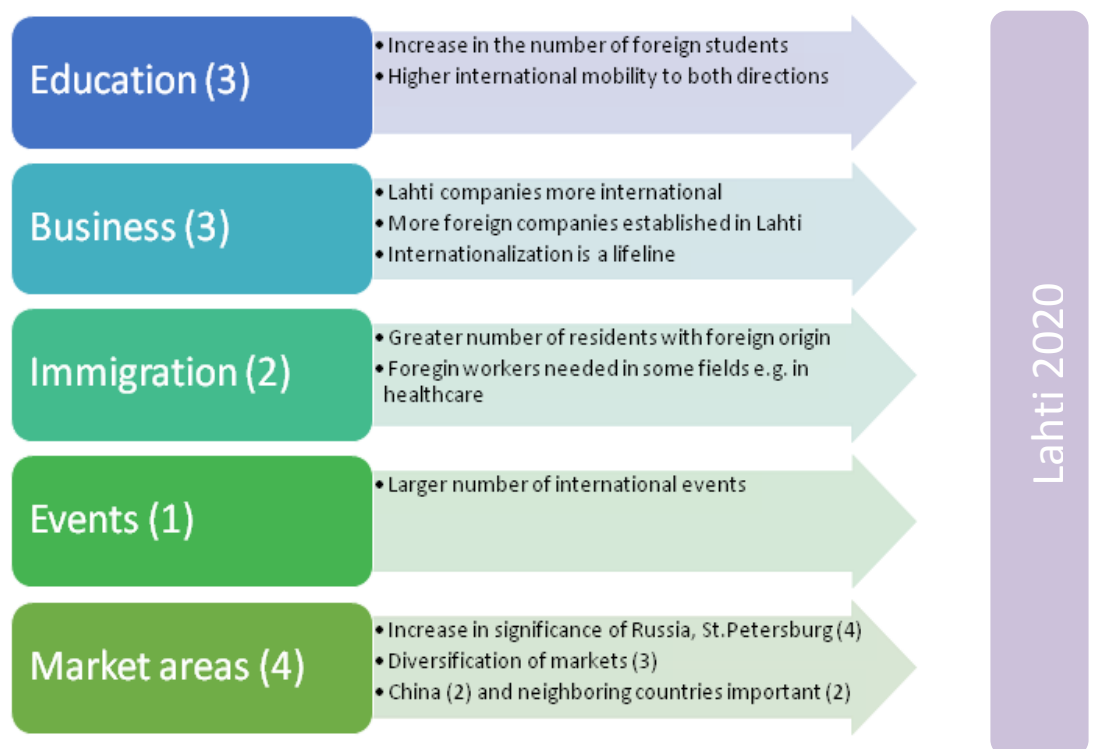 Education (3)
• Increase in the number of foreign students
• Higher international mobility to both directions
Business (3)
• Lahti companies more international
• More foreign companies established in Lahti
• Internationalization is a lifeline
Immigration (2)
• Greater number of residents with foreign origin
• Foregin workers needed in some fields e.g. in
healthcare
Events (1)
• Larger number of international events
Market areas (4)
• Increase in significance of Russia, St.Petersburg (4)
• Diversification of markets (3)
• China (2) and neighboring countries important (2)
Lahti 2020